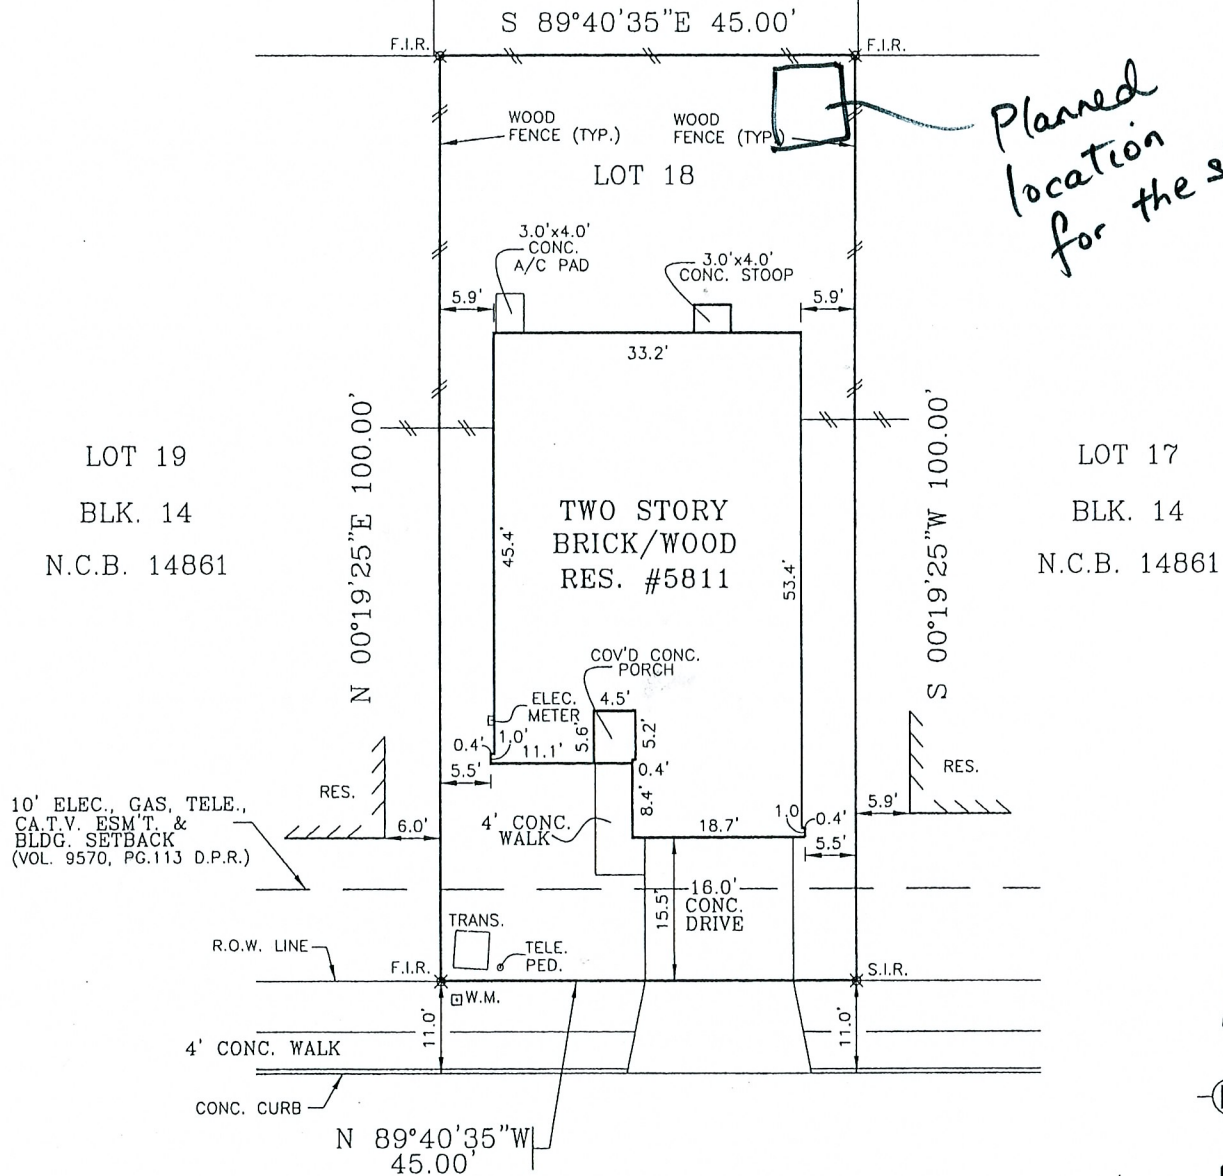 S 89°40'35"E 45.00'
F.I.R.
F.I.R.
WOOD
FENCE (TYP.)
WOOD
FENCE (TYP.)
Planned
location
for the
LOT 18
3.0'x4.0'
CONC.
A/C PAD
3.0'x4.0'
CONC. STOOP
5.9'
5.9'
33.2'
N 00°19'25"E 100.00'
S 00°19'25"W 100.00'
LOT 19
BLK. 14
N.C.B. 14861
LOT 17
BLK. 14
N.C.B. 14861
45.4'
53.4'
TWO STORY
BRICK/WOOD
RES. #5811
COV'D CONC.
PORCH
4.5'
ELEC.
METER
5.6'
5.2'
0.4'
1.0'
11.1'
0.4'
5.5'
8.4'
RES.
RES.
6.0'
5.9'
10' ELEC., GAS, TELE.,
CA.T.V. ESM'T. &
BLDG. SETBACK
(VOL. 9570, PG.113 D.P.R.)
4' CONC.
WALK
18.7'
1.0
0.4'
5.5'
15.5'
16.0'
CONC.
DRIVE
TRANS.
TELE.
PED.
R.O.W. LINE
F.I.R.
S.I.R.
W.M.
11.0'
11.0'
4' CONC. WALK
CONC. CURB
N 89°40'35"W
45.00'